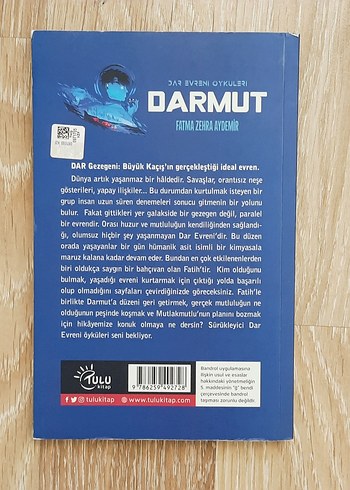 DAR EVRENİ ÖYKÜLERİ
DARMUT
FATMA ZEHRA AYDEMİR
DAR Gezegeni: Büyük Kaçış'ın gerçekleştiği ideal evren.
Dünya artık yaşanmaz bir hâldedir. Savaşlar, orantısız neşe
gösterileri, yapay ilişkiler... Bu durumdan kurtulmak isteyen bir
grup insan uzun süren denemeleri sonucu gitmenin bir yolunu
bulur. Fakat gittikleri yer galakside bir gezegen değil, paralel
bir evrendir. Orası huzur ve mutluluğun kendiliğinden sağlandı-
ğı, olumsuz hiçbir şey yaşanmayan Dar Evreni'dir. Bu düzen
orada yaşayanlar bir gün hümanik asit isimli bir kimyasala
maruz kalana kadar devam eder. Bundan en çok etkilenenlerden
biri oldukça saygın bir bahçıvan olan Fatih'tir. Kim olduğunu
bulmak, yaşadığı evreni kurtarmak için çıktığı yolda başarılı
olup olmadığını sayfaları çevirdiğinizde göreceksiniz. Fatih'le
birlikte Darmut'a düzeni geri getirmek, gerçek mutluluğun ne
olduğunun peşinde koşmak ve Mutlakmutlu'nun planını bozmak
için hikâyemize konuk olmaya ne dersin? Sürükleyici Dar
Evreni öyküleri seni bekliyor.
TULU
kitap
tulukitap
tulukitap.com
9 786259 492728
Bandrol uygulamasına
ilişkin usul ve esaslar
hakkındaki yönetmeliğin
5. maddesinin "ğ" bendi
çerçevesinde bandrol
taşıması zorunlu değildir.